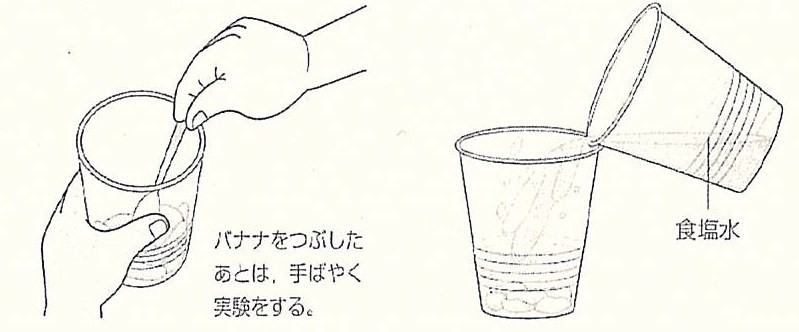 バナナをつぶした
あとは，手ばやく
実験をする。
食塩水